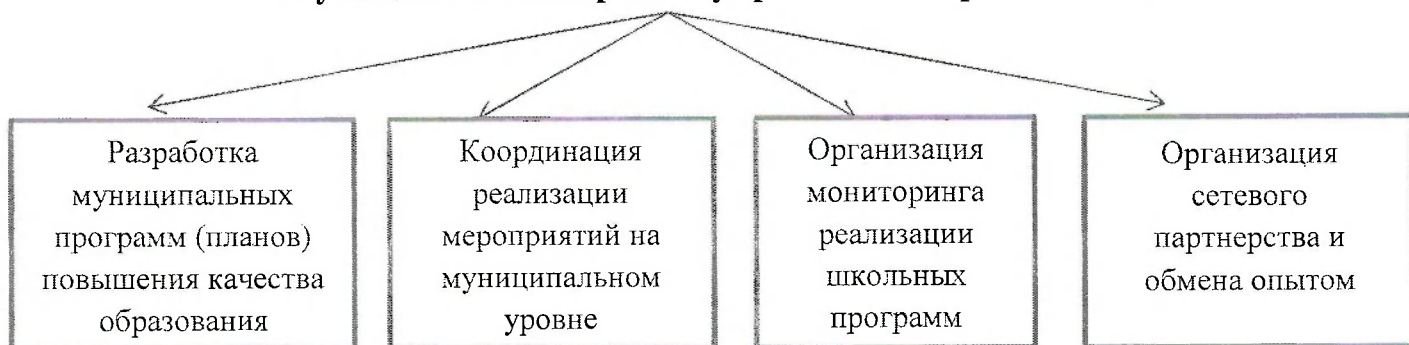 Разработка
муниципальных
программ (планов)
повышения качества
образования
Координация
реализации
мероприятий на
муниципальном
уровне
Организация
мониторинга
реализации
школьных
программ
Организация
сетевого
партнерства и
обмена опытом